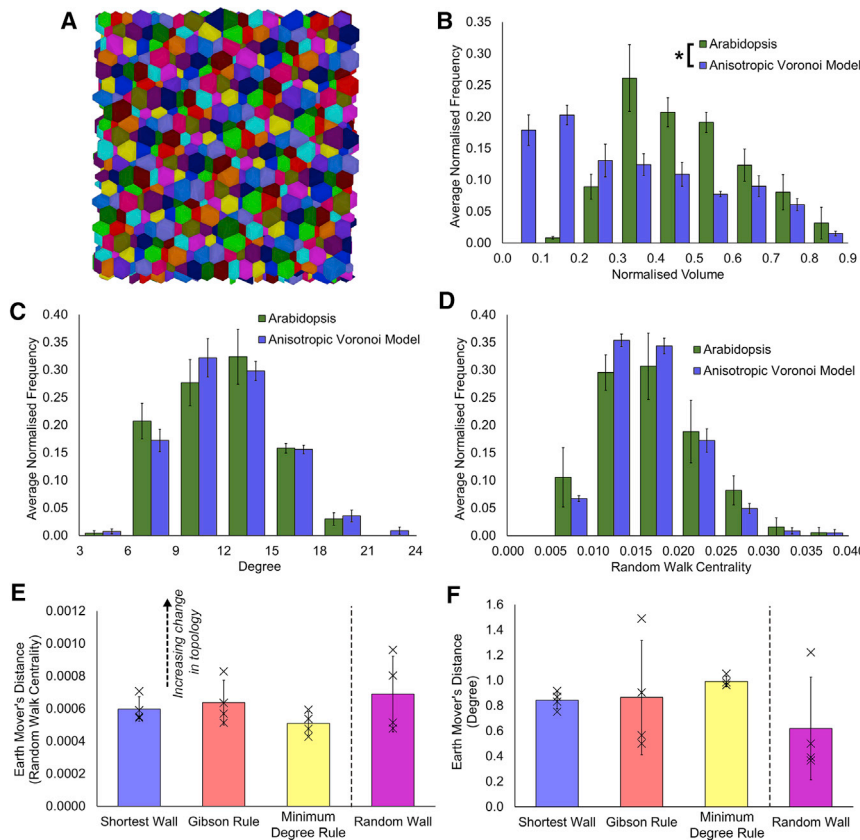 A
B
Average Normalised Frequency
0.35
0.30
0.25
0.20
0.15
0.10
0.05
0.00
*
Arabidopsis
Anisotropic Voronoi Model
0.0 0.1 0.2 0.3 0.4 0.5 0.6 0.7 0.8 0.9
Normalised Volume
C
Average Normalised Frequency
0.40
0.35
0.30
0.25
0.20
0.15
0.10
0.05
0.00
Arabidopsis
Anisotropic Voronoi Model
3 6 9 12 15 18 21 24
Degree
D
Average Normalised Frequency
0.40
0.35
0.30
0.25
0.20
0.15
0.10
0.05
0.00
Arabidopsis
Anisotropic Voronoi Model
0.000 0.005 0.010 0.015 0.020 0.025 0.030 0.035 0.040
Random Walk Centrality
E
Earth Mover's Distance
(Random Walk Centrality)
0.0012
0.0010
0.0008
0.0006
0.0004
0.0002
0.0000
Increasing change
in topology
Shortest Wall
Gibson Rule
Minimum
Degree Rule
Random Wall
F
Earth Mover's Distance
(Degree)
1.6
1.4
1.2
1.0
0.8
0.6
0.4
0.2
0.0
Shortest Wall
Gibson Rule
Minimum
Degree Rule
Random Wall